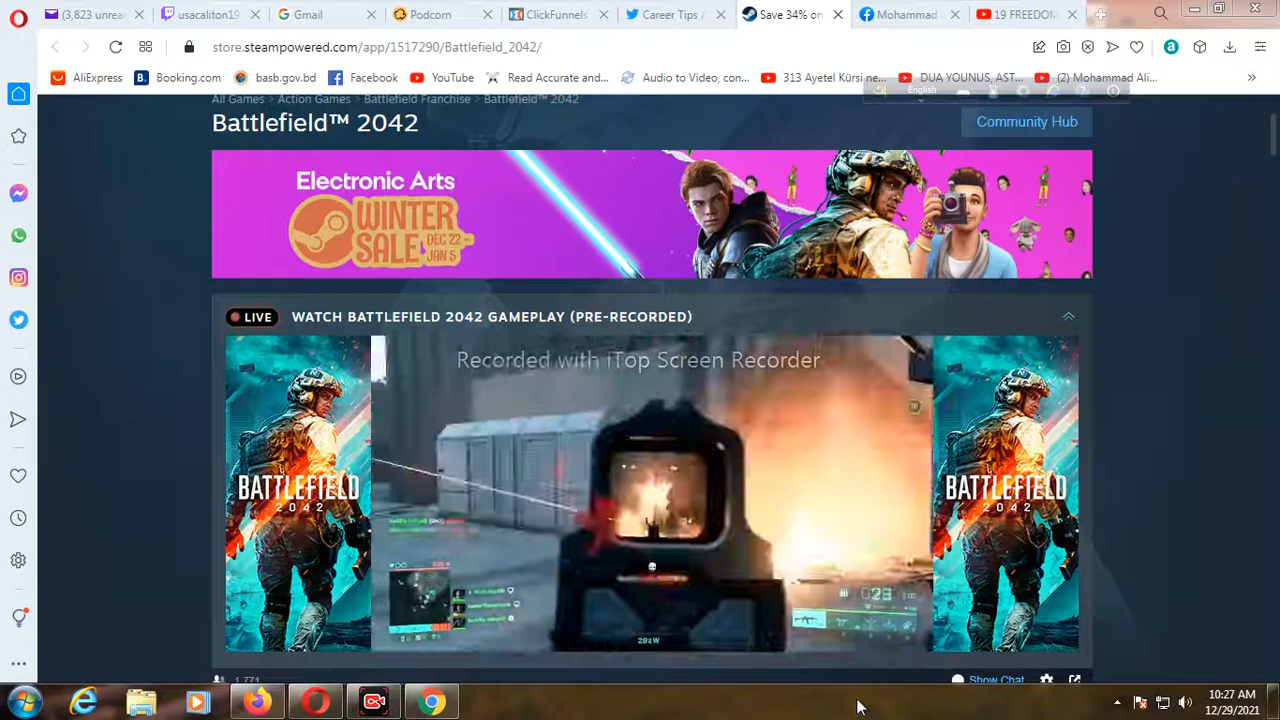 (3,823 unrea
usacaliton19
Gmail
Podcorn
ClickFunnels
Career Tips
Save 34% on
Mohammad
19 FREEDOM
store.steampowered.com/app/1517290/Battlefield_2042/
AliExpress
Booking.com
basb.gov.bd
Facebook
YouTube
Read Accurate and...
Audio to Video, con...
313 Ayetel Kürsi ne...
DUA YOUNUS, AST...
(2) Mohammad Ali...
English
All Games > Action Games > Battlefield Franchise > Battlefield™ 2042
Battlefield™ 2042
Community Hub
Electronic Arts
WINTER
SALE
DEC 22 –
JAN 5
LIVE
WATCH BATTLEFIELD 2042 GAMEPLAY (PRE-RECORDED)
Recorded with iTop Screen Recorder
BATTLEFIELD
2042
BATTLEFIELD
2042
1,771
Show Chat
10:27 AM
12/29/2021